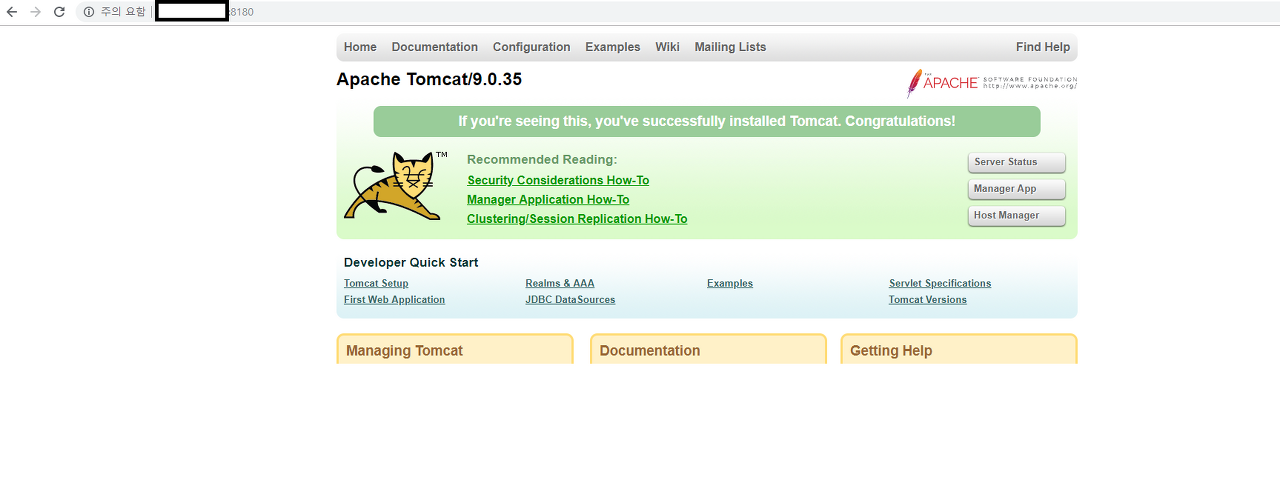 주의 요함 :8180
Home Documentation Configuration Examples Wiki Mailing Lists Find Help
Apache Tomcat/9.0.35
THE APACHE™ SOFTWARE FOUNDATION
http://www.apache.org/
If you're seeing this, you've successfully installed Tomcat. Congratulations!
TM
Recommended Reading:
Security Considerations How-To
Manager Application How-To
Clustering/Session Replication How-To
Server Status
Manager App
Host Manager
Developer Quick Start
Tomcat Setup Realms & AAA Examples Servlet Specifications
First Web Application JDBC DataSources Tomcat Versions
Managing Tomcat Documentation Getting Help